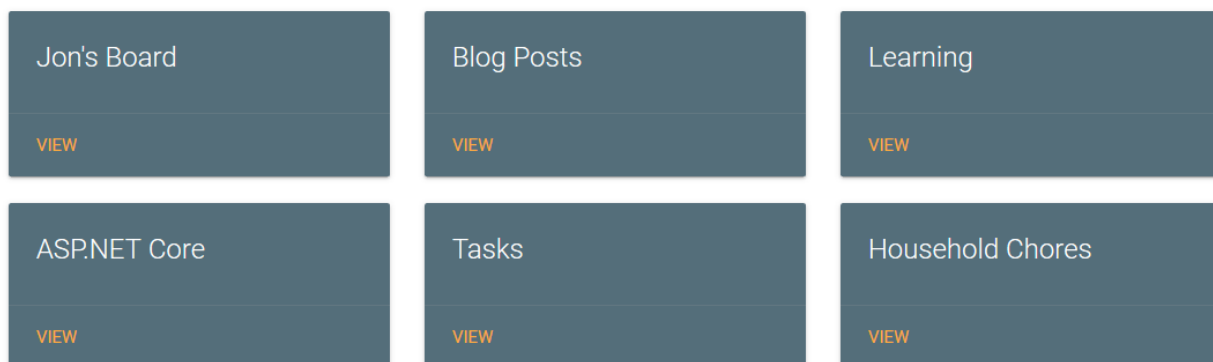 Jon's Board
Blog Posts
Learning
VIEW
VIEW
VIEW
ASP.NET Core
Tasks
Household Chores
VIEW
VIEW
VIEW